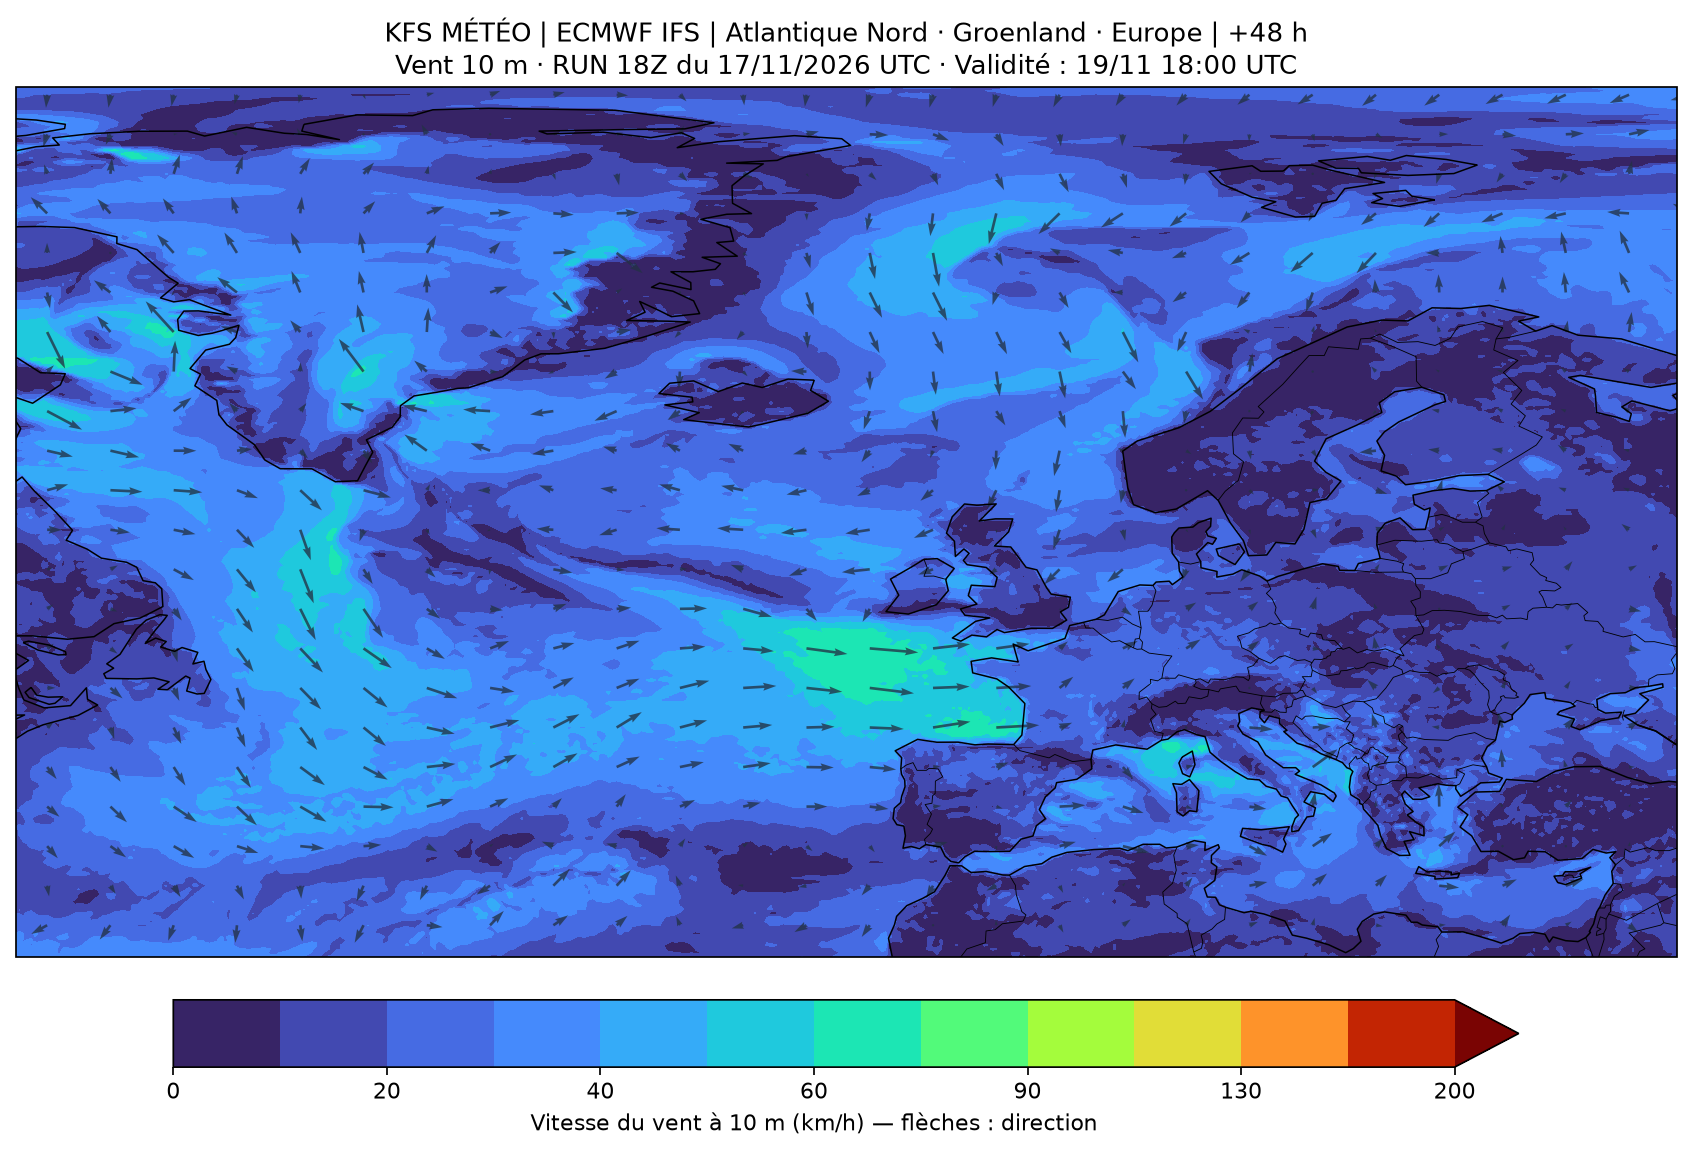 KFS MÉTÉO | ECMWF IFS | Atlantique Nord · Groenland · Europe | +48 h
Vent 10 m · RUN 18Z du 17/11/2026 UTC · Validité : 19/11 18:00 UTC
0 20 40 60 90 130 200
Vitesse du vent à 10 m (km/h) — flèches : direction